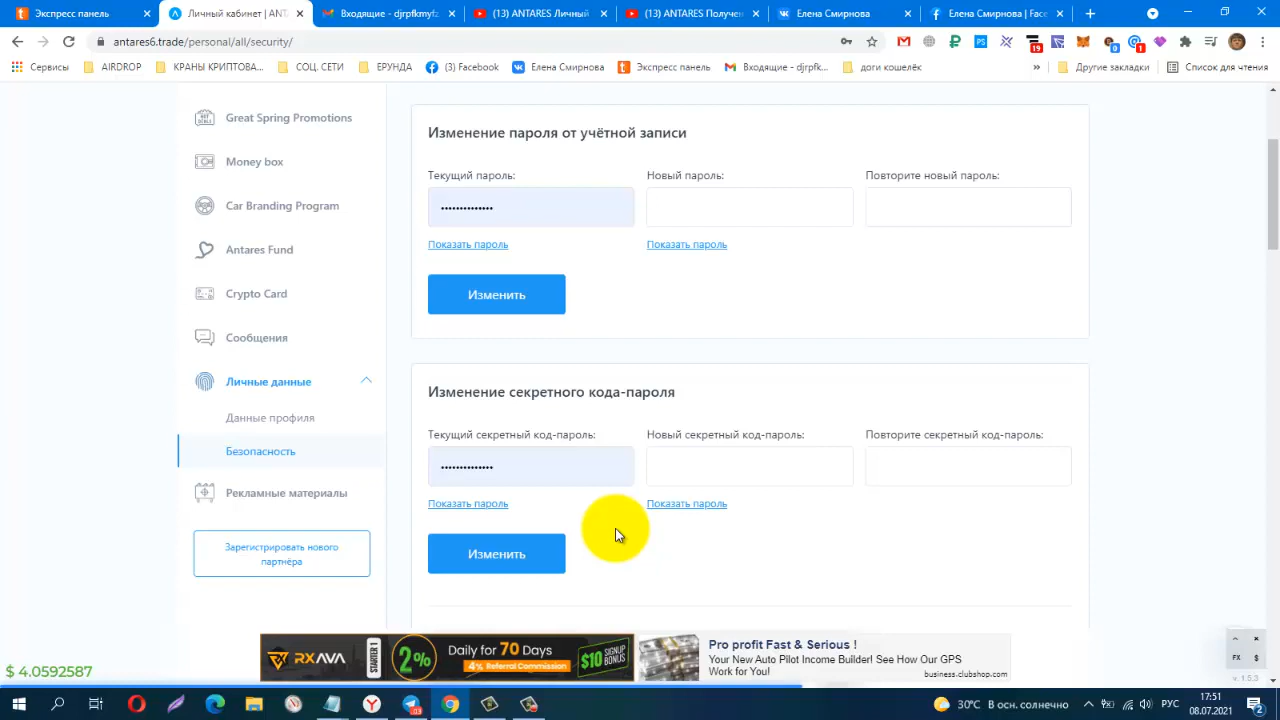 Экспресс панель
Личный кабинет | ANT
Входящие - djrpfkmyfz
(13) ANTARES Личный
(13) ANTARES Получен
Елена Смирнова
Елена Смирнова | Face
antares6.trade/personal/all/security/
Сервисы
AIRDROP
КРАНЫ КРИПТОВА...
СОЦ. СЕТИ
ЕРУНДА
(3) Facebook
Елена Смирнова
Экспресс панель
Входящие - djrpfk...
доги кошелёк
»
Другие закладки
Список для чтения
Great Spring Promotions
Money box
Car Branding Program
Antares Fund
Crypto Card
Сообщения
Личные данные
Данные профиля
Безопасность
Рекламные материалы
Зарегистрировать нового
партнёра
Изменение пароля от учётной записи
Текущий пароль:
Новый пароль:
Повторите новый пароль:
••••••••••••••
Показать пароль
Показать пароль
Изменить
Изменение секретного кода-пароля
Текущий секретный код-пароль:
Новый секретный код-пароль:
Повторите секретный код-пароль:
••••••••••••••
Показать пароль
Показать пароль
Изменить
RXAVA
STARTER 1
2%
Daily for 70 Days
4% Referral Commission
$10 SIGNUP
BONUS
Pro profit Fast & Serious !
Your New Auto Pilot Income Builder! See How Our GPS
Work for You!
business.clubshop.com
FX $
v 1.5.3
$ 4.0592587
30°C В осн. солнечно
РУС
17:51
08.07.2021